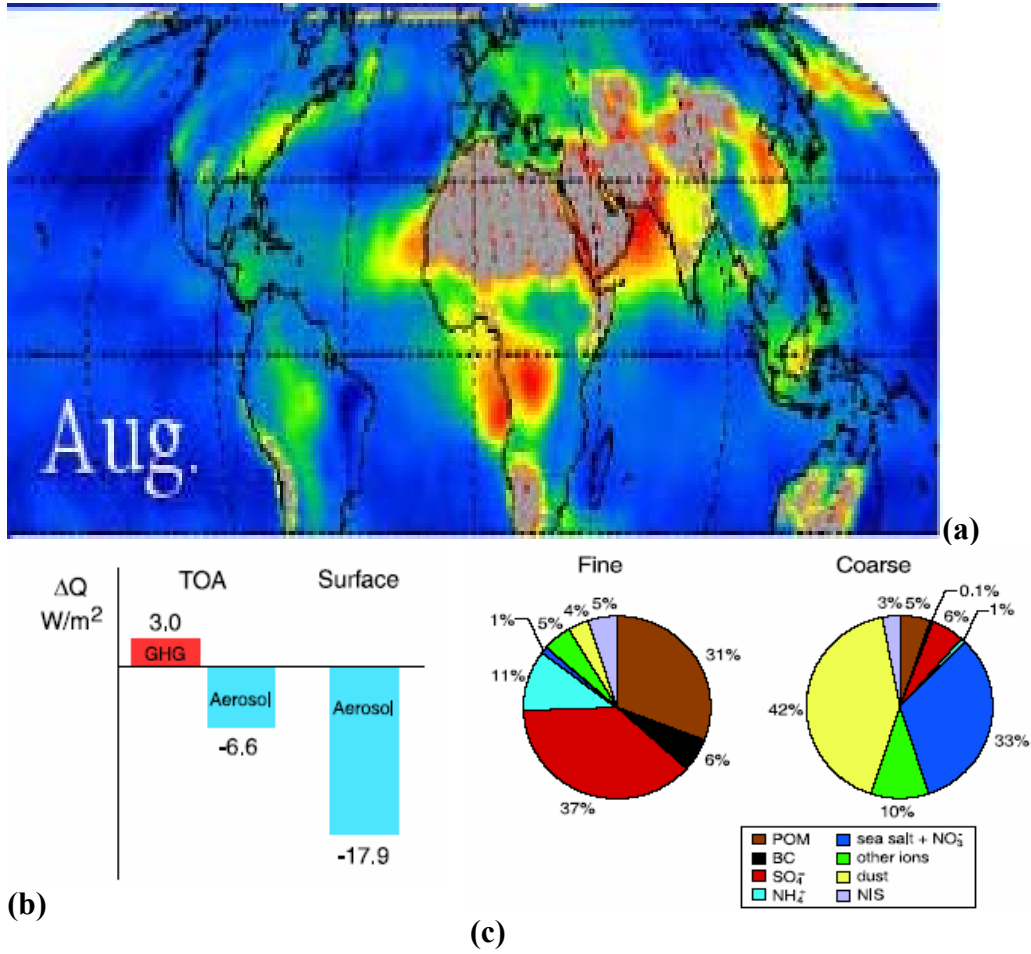 Aug.
(a)
ΔQ
W/m²
TOA
Surface
3.0
GHG
Aerosol
-6.6
Aerosol
-17.9
(b)
Fine
31%
6%
37%
11%
1%
5%
4%
5%
Coarse
3%
5%
0.1%
6%
1%
33%
10%
42%
POM
BC
SO₄⁼
NH₄⁺
sea salt + NO₃⁻
other ions
dust
NIS
(c)